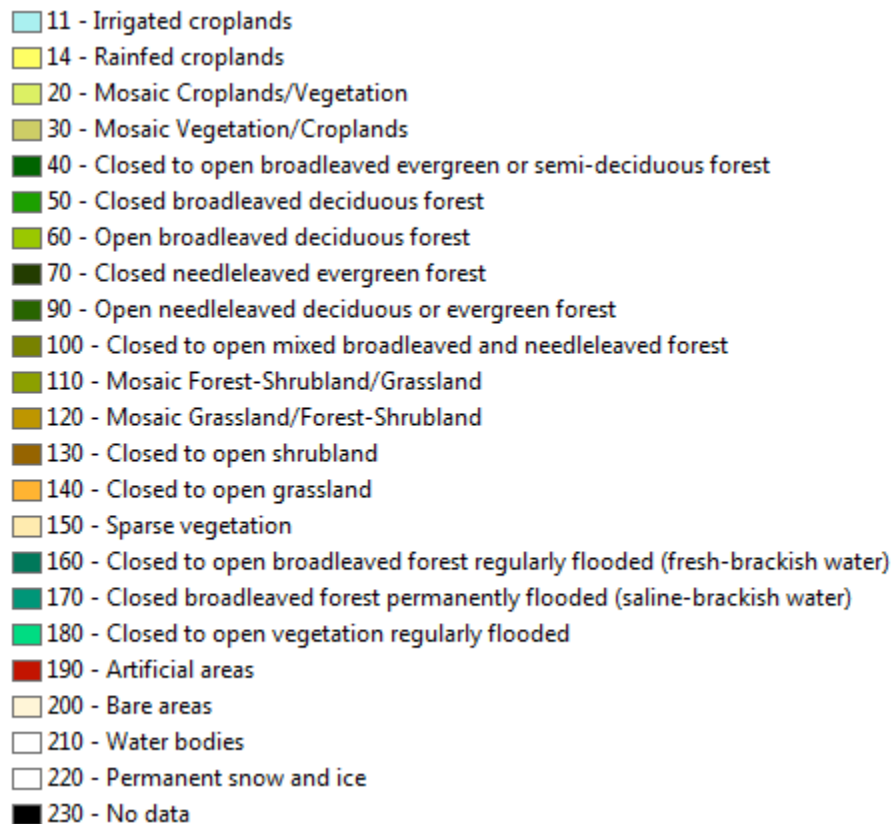 11 - Irrigated croplands
14 - Rainfed croplands
20 - Mosaic Croplands/Vegetation
30 - Mosaic Vegetation/Croplands
40 - Closed to open broadleaved evergreen or semi-deciduous forest
50 - Closed broadleaved deciduous forest
60 - Open broadleaved deciduous forest
70 - Closed needleleaved evergreen forest
90 - Open needleleaved deciduous or evergreen forest
100 - Closed to open mixed broadleaved and needleleaved forest
110 - Mosaic Forest-Shrubland/Grassland
120 - Mosaic Grassland/Forest-Shrubland
130 - Closed to open shrubland
140 - Closed to open grassland
150 - Sparse vegetation
160 - Closed to open broadleaved forest regularly flooded (fresh-brackish water)
170 - Closed broadleaved forest permanently flooded (saline-brackish water)
180 - Closed to open vegetation regularly flooded
190 - Artificial areas
200 - Bare areas
210 - Water bodies
220 - Permanent snow and ice
230 - No data